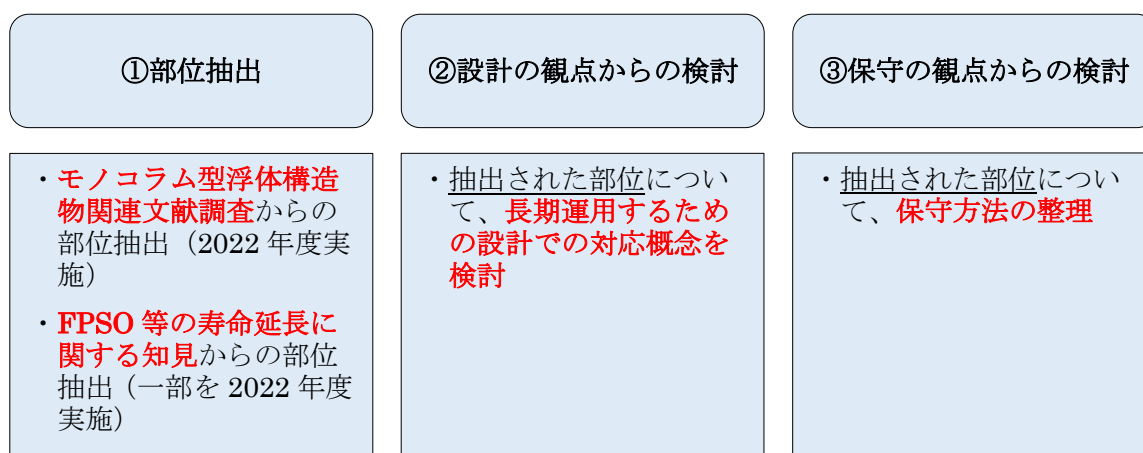 ①部位抽出
・モノコラム型浮体構造
物関連文献調査からの
部位抽出（2022 年度実
施）
・FPSO 等の寿命延長に
関する知見からの部位
抽出（一部を 2022 年度
実施）
②設計の観点からの検討
・抽出された部位につい
て、長期運用するため
の設計での対応概念を
検討
③保守の観点からの検討
・抽出された部位につい
て、保守方法の整理